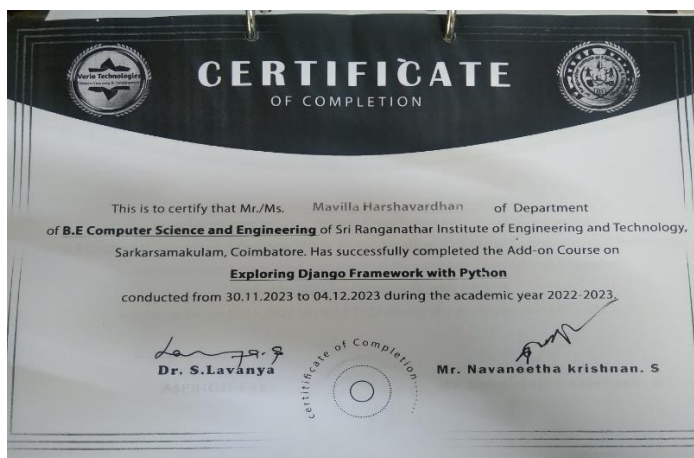 Vario Technologies
CERTIFICATE
OF COMPLETION
This is to certify that Mr./Ms. Mavilla Harshavardhan of Department
of B.E Computer Science and Engineering of Sri Ranganathar Institute of Engineering and Technology,
Sarkarsamakulam, Coimbatore. Has successfully completed the Add-on Course on
Exploring Django Framework with Python
conducted from 30.11.2023 to 04.12.2023 during the academic year 2022-2023.
Dr. S.Lavanya
certificate of Completion
Mr. Navaneetha krishnan. S